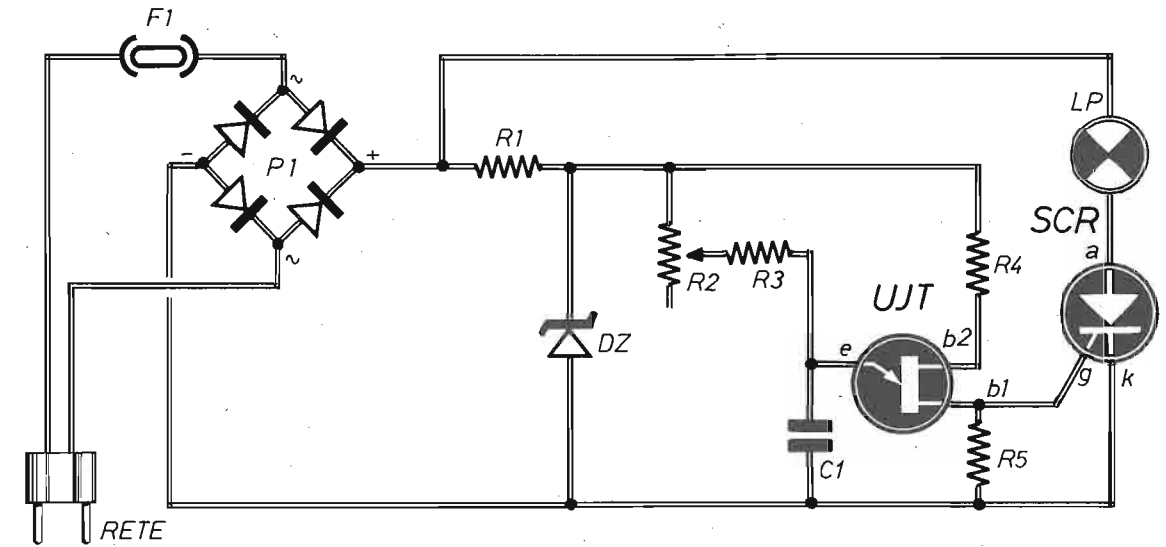 F1
~
P1
-
+
~
R1
LP
SCR
a
R2
R3
R4
UJT
DZ
e
b2
b1
g
k
C1
R5
RETE